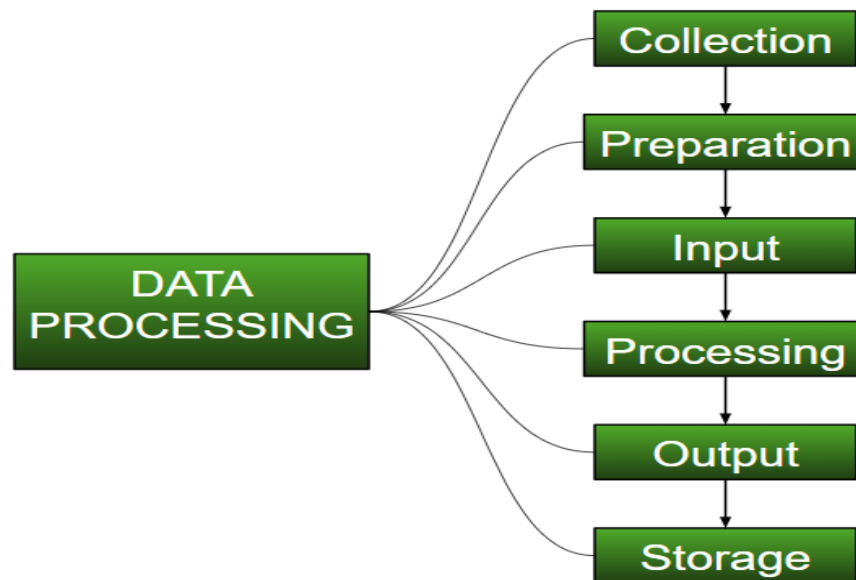 DATA
PROCESSING
Collection
Preparation
Input
Processing
Output
Storage